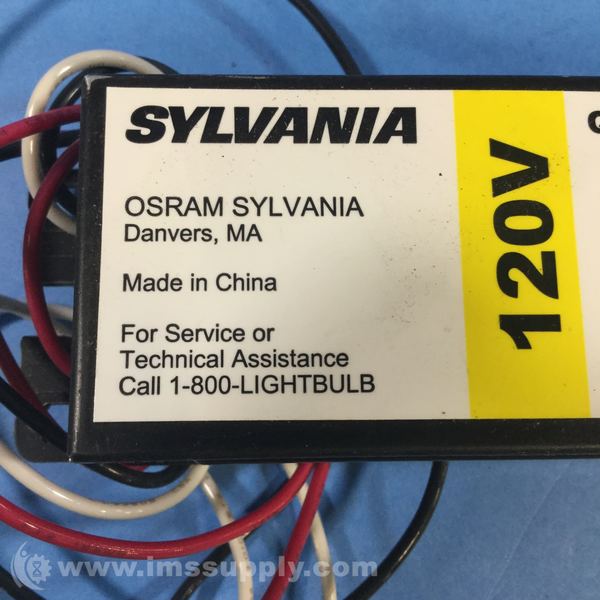 SYLVANIA
OSRAM SYLVANIA
Danvers, MA
Made in China
For Service or
Technical Assistance
Call 1-800-LIGHTBULB
120V
www.imssupply.com